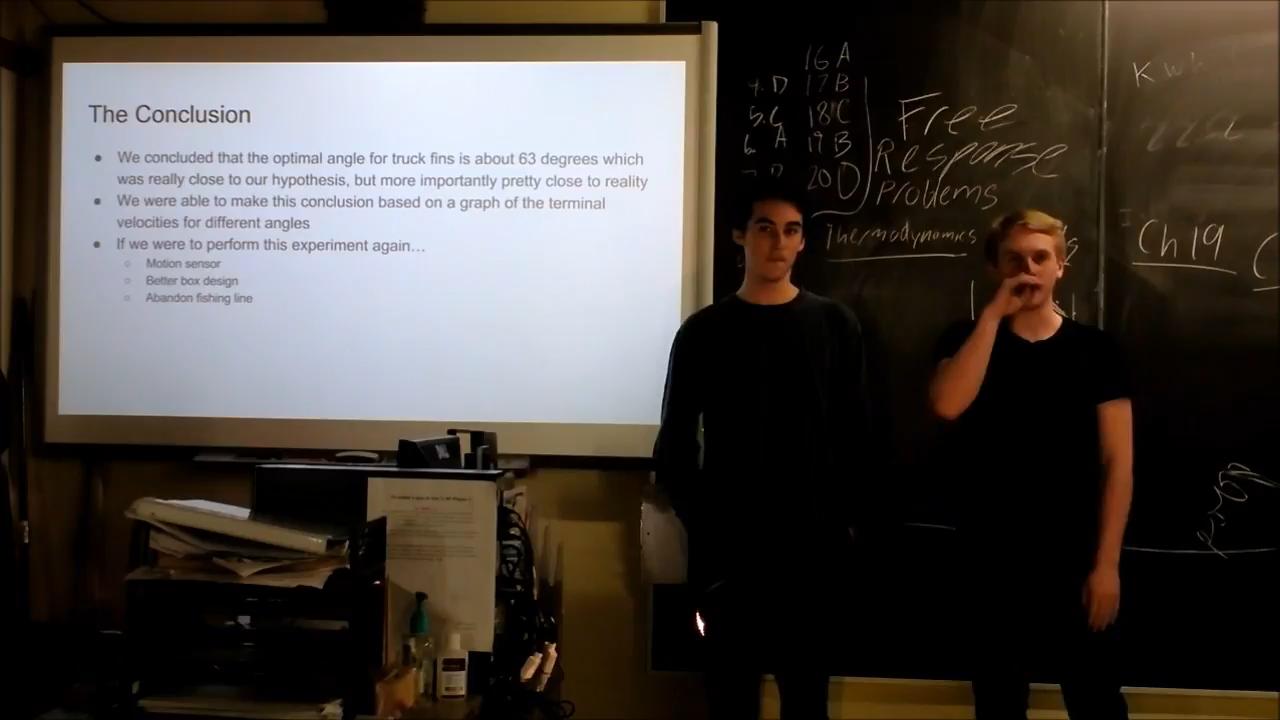 The Conclusion
We concluded that the optimal angle for truck fins is about 63 degrees which
was really close to our hypothesis, but more importantly pretty close to reality
We were able to make this conclusion based on a graph of the terminal
velocities for different angles
If we were to perform this experiment again…
Motion sensor
Better box design
Abandon fishing line
16 A
17 B
5. C 18 C
6. A 19 B
20 D
Free
Response
Problems
Thermodynamics
Ch 19